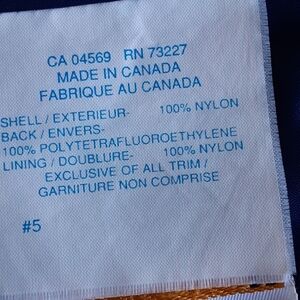 CA 04569 RN 73227
MADE IN CANADA
FABRIQUE AU CANADA
SHELL / EXTERIEUR- 100% NYLON
BACK / ENVERS-
100% POLYTETRAFLUOROETHYLENE
LINING / DOUBLURE- 100% NYLON
EXCLUSIVE OF ALL TRIM /
GARNITURE NON COMPRISE
#5